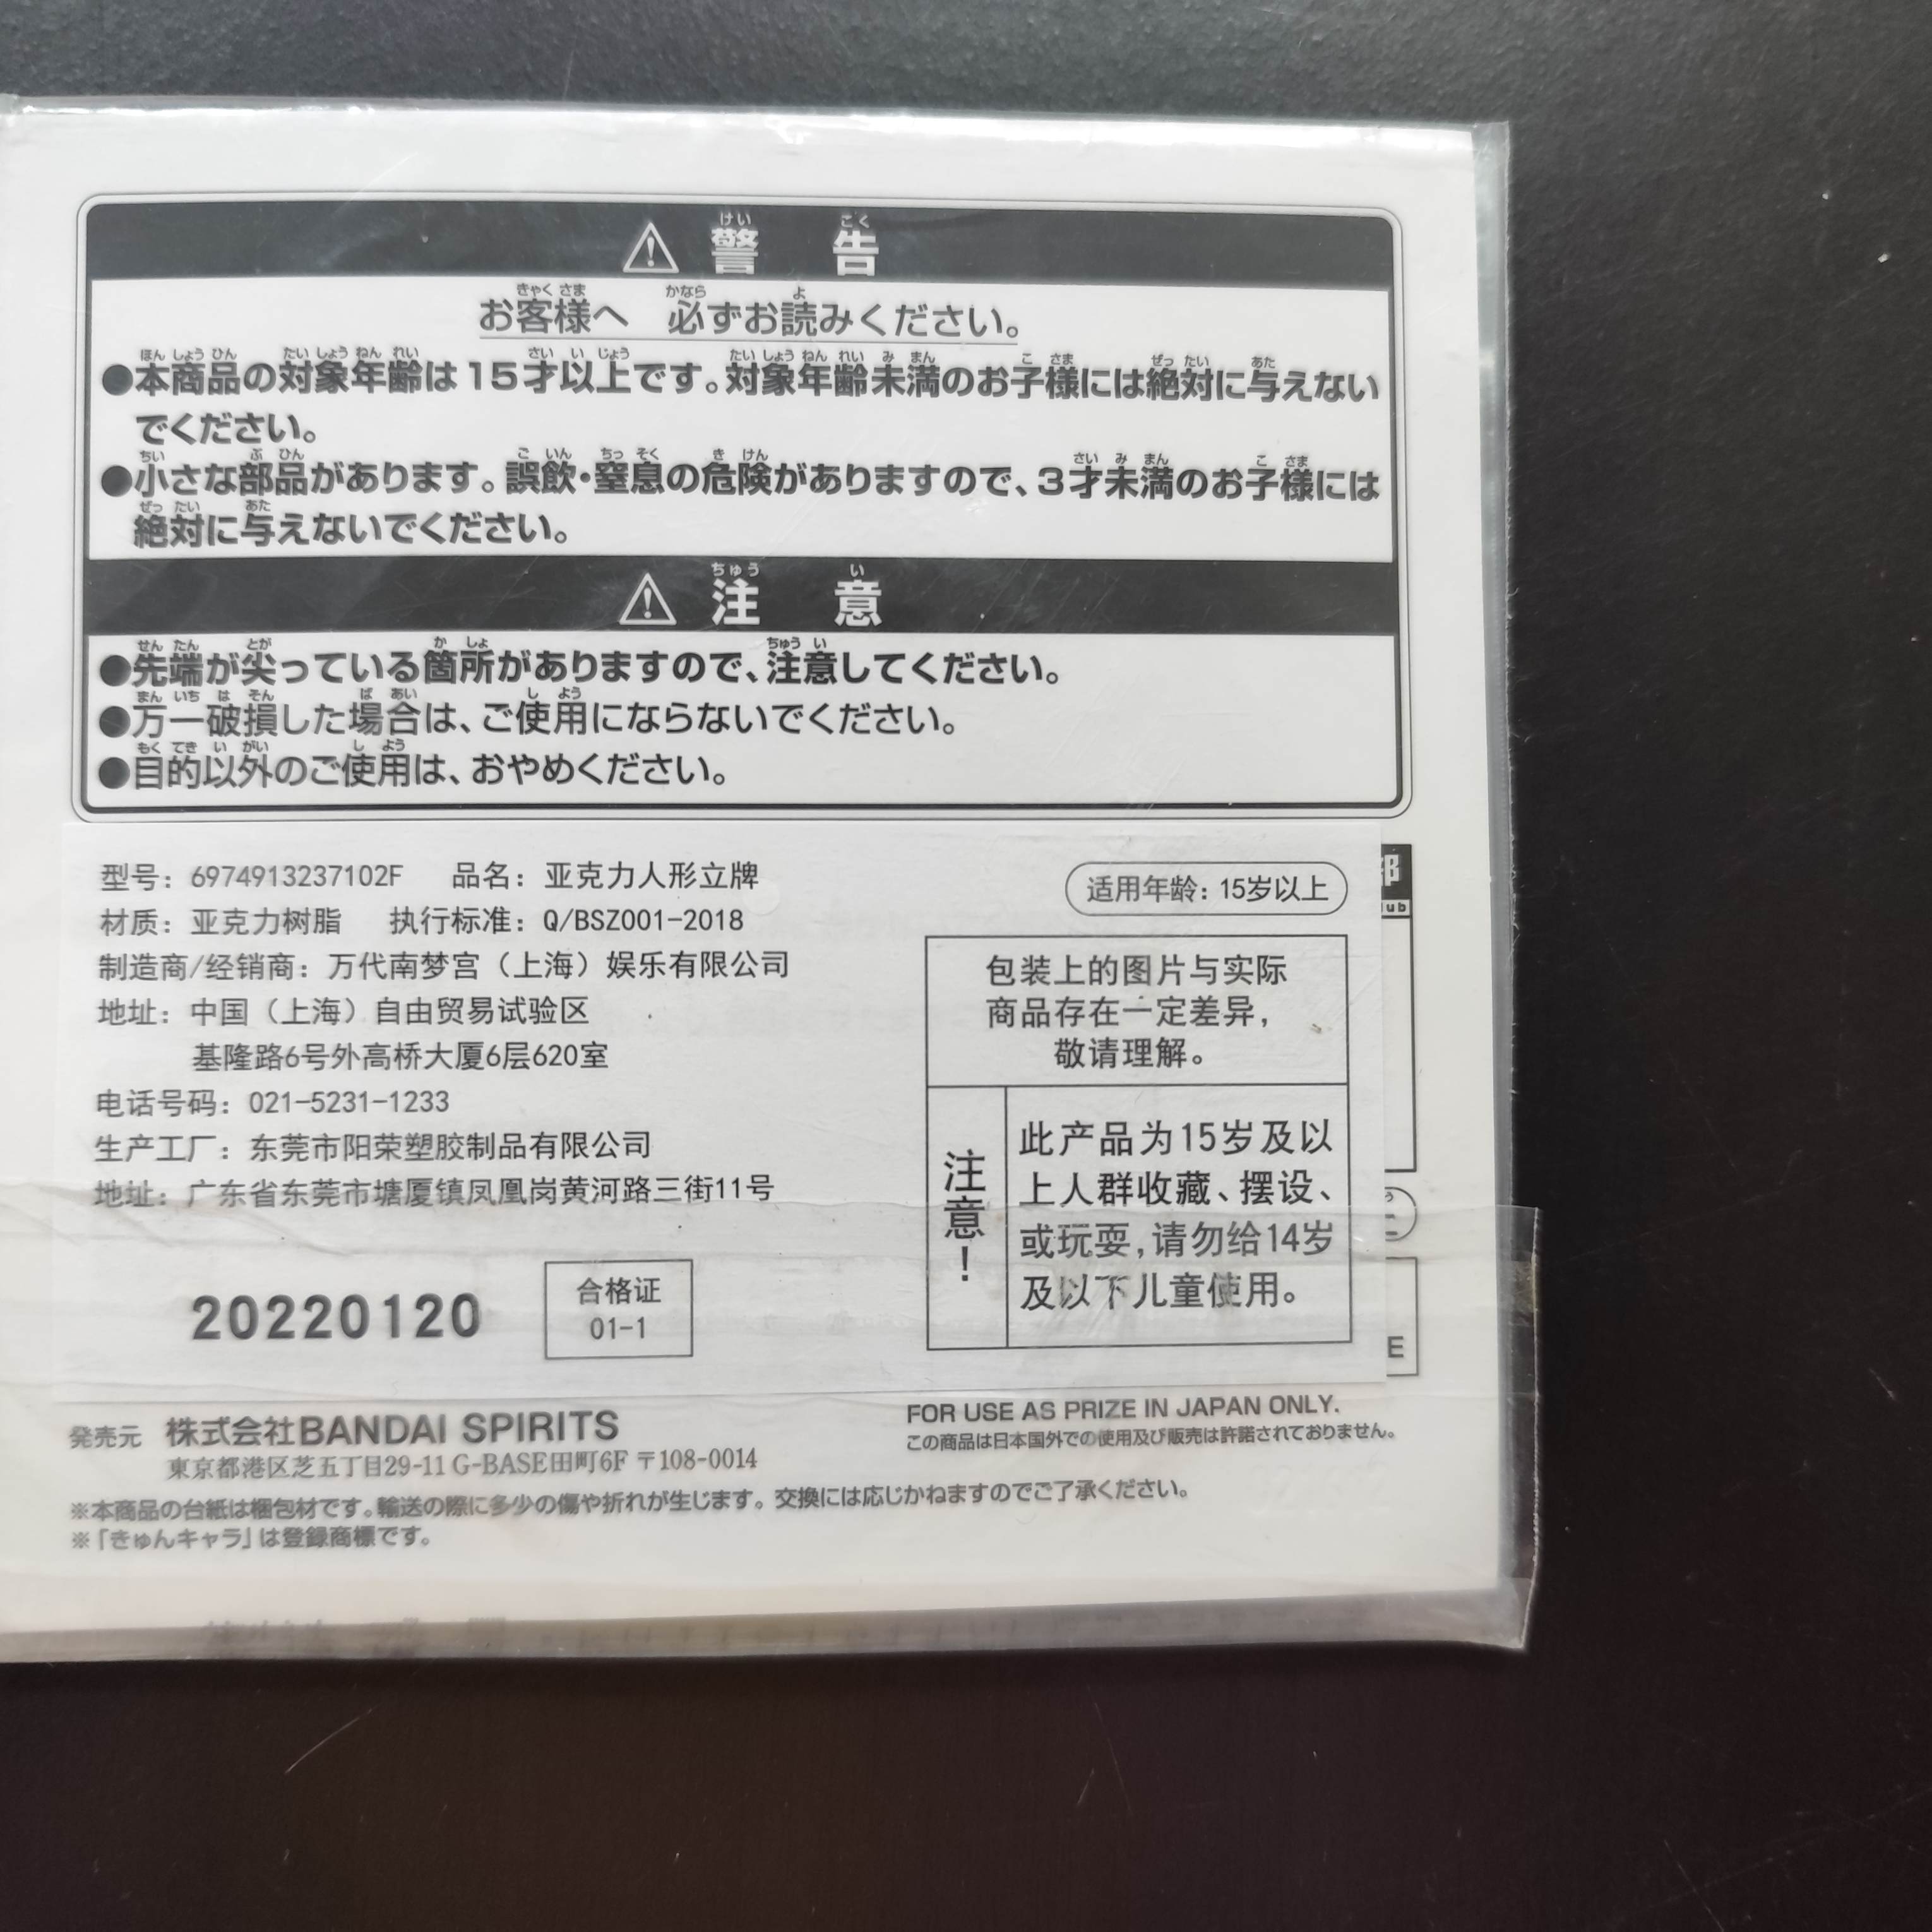 警告
お客様へ 必ずお読みください。
●本商品の対象年齢は15才以上です。対象年齢未満のお子様には絶対に与えない
でください。
●小さな部品があります。誤飲・窒息の危険がありますので、3才未満のお子様には
絶対に与えないでください。
注意
●先端が尖っている箇所がありますので、注意してください。
●万一破損した場合は、ご使用にならないでください。
●目的以外のご使用は、おやめください。
型号：6974913237102F 品名：亚克力人形立牌
材质：亚克力树脂 执行标准：Q/BSZ001-2018
制造商/经销商：万代南梦宫（上海）娱乐有限公司
地址：中国（上海）自由贸易试验区
基隆路6号外高桥大厦6层620室
电话号码：021-5231-1233
生产工厂：东莞市阳荣塑胶制品有限公司
地址：广东省东莞市塘厦镇凤凰岗黄河路三街11号
20220120
合格证
01-1
适用年龄：15岁以上
包装上的图片与实际
商品存在一定差异，
敬请理解。
注意！
此产品为15岁及以
上人群收藏、摆设、
或玩耍，请勿给14岁
及以下儿童使用。
lub
E
発売元 株式会社BANDAI SPIRITS
東京都港区芝五丁目29-11 G-BASE田町6F 〒108-0014
FOR USE AS PRIZE IN JAPAN ONLY.
この商品は日本国外での使用及び販売は許諾されておりません。
※本商品の台紙は梱包材です。輸送の際に多少の傷や折れが生じます。交換には応じかねますのでご了承ください。
※「きゅんキャラ」は登録商標です。